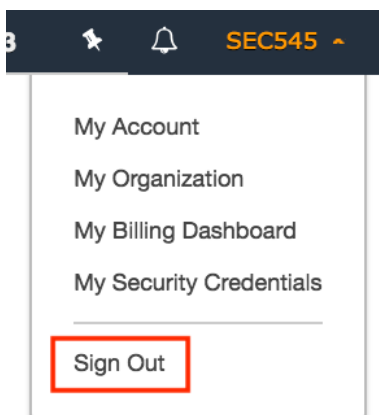 SEC545
My Account
My Organization
My Billing Dashboard
My Security Credentials
Sign Out